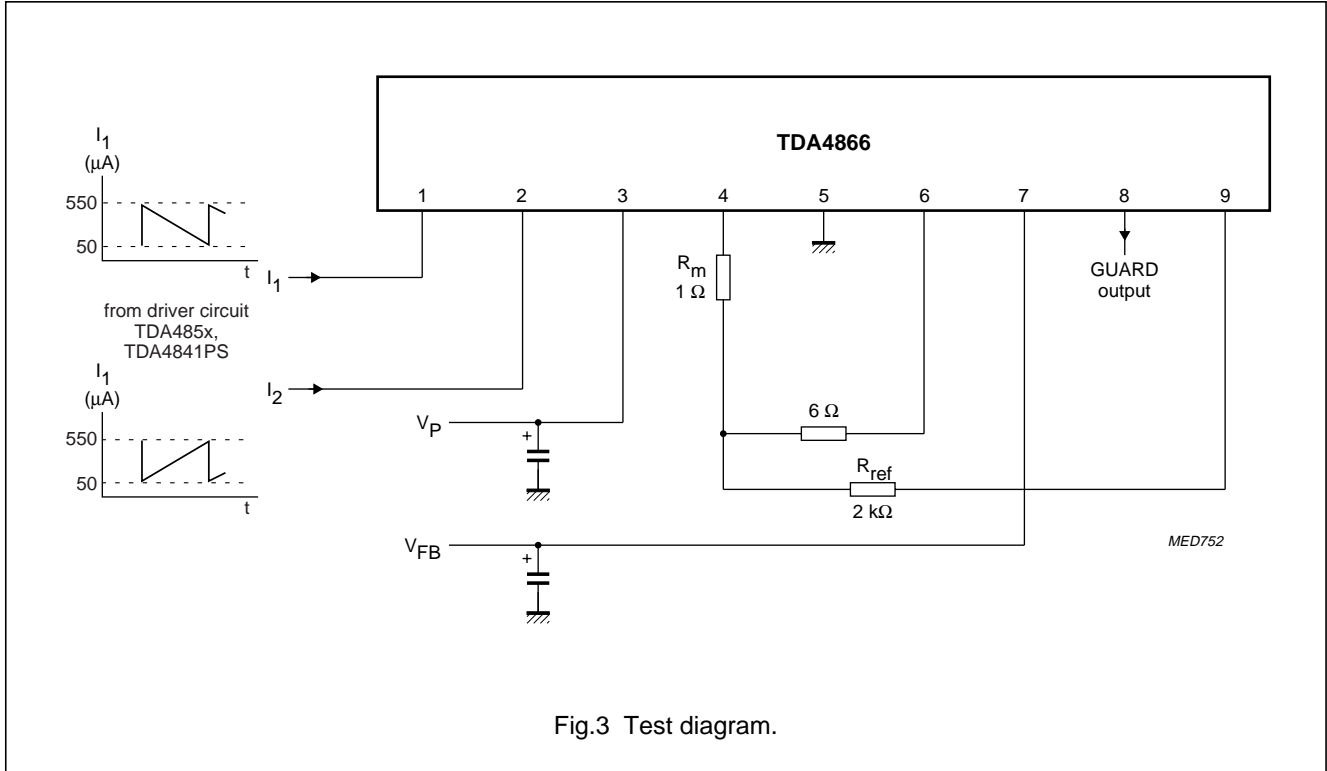 TDA4866
1 2 3 4 5 6 7 8 9
I1
(μA)
550
50
t
I1
from driver circuit
TDA485x,
TDA4841PS
I1
(μA)
550
50
t
I2
VP
+
VFB
+
Rm
1 Ω
6 Ω
Rref
2 kΩ
GUARD
output
MED752
Fig.3 Test diagram.